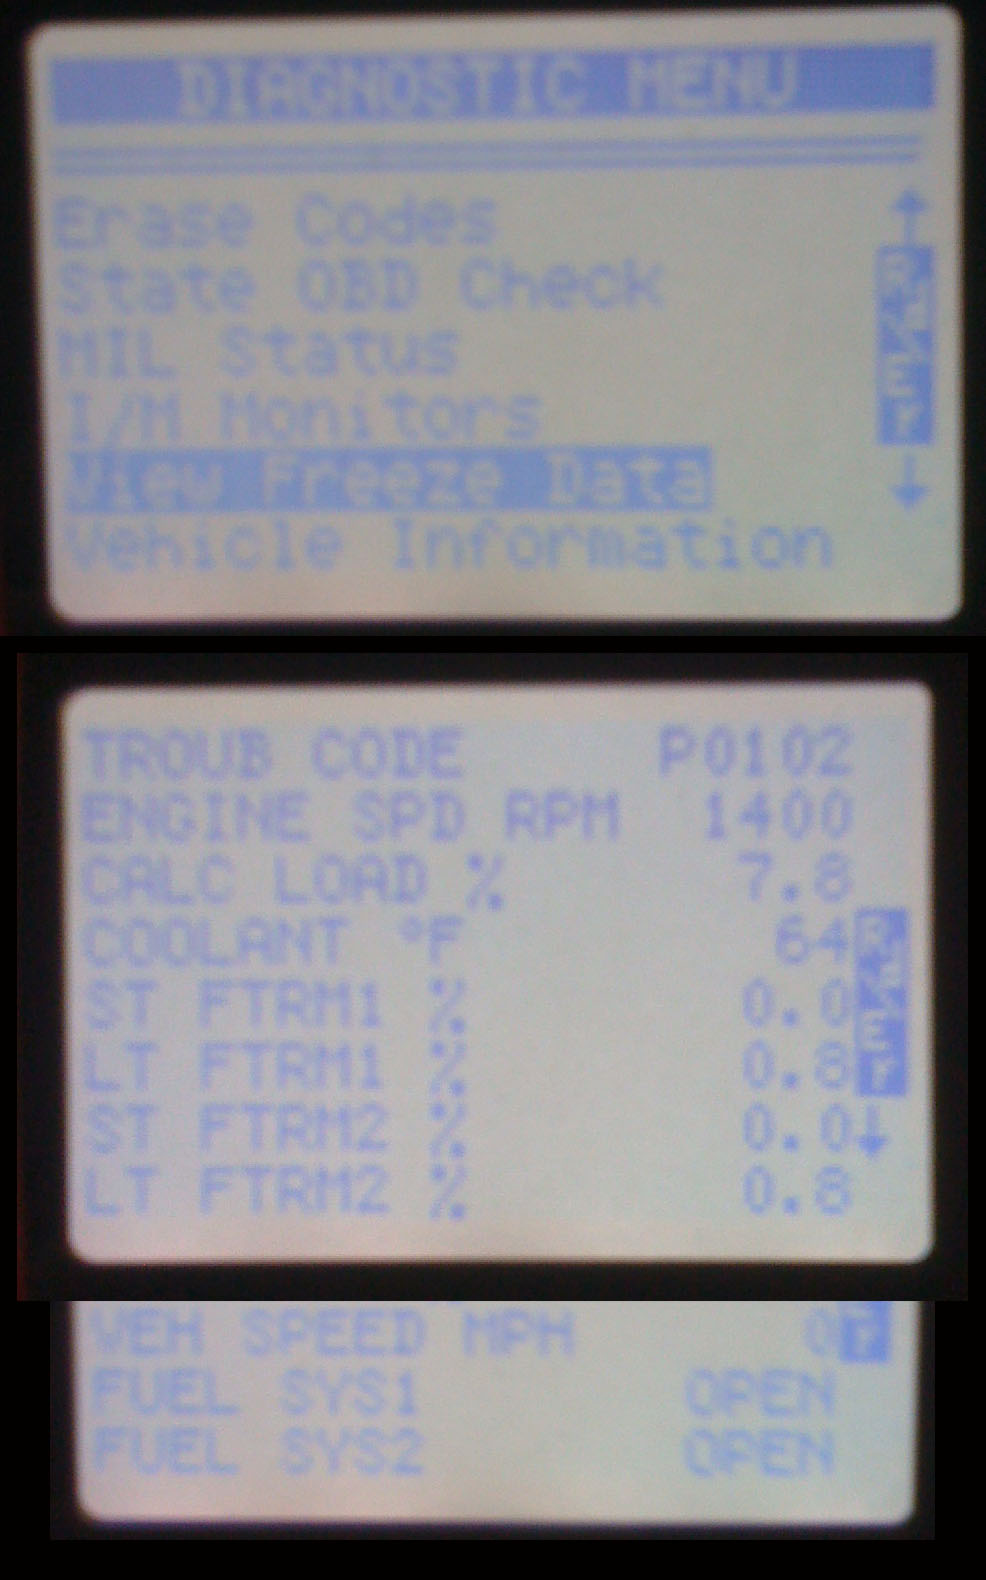 DIAGNOSTIC MENU
Erase Codes
State OBD Check
MIL Status
I/M Monitors
View Freeze Data
Vehicle Information
TROUB CODE P0102
ENGINE SPD RPM 1400
CALC LOAD % 7.8
COOLANT °F 64
ST FTRM1 % 0.0
LT FTRM1 % 0.8
ST FTRM2 % 0.0
LT FTRM2 % 0.8
VEH SPEED MPH 0
FUEL SYS1 OPEN
FUEL SYS2 OPEN